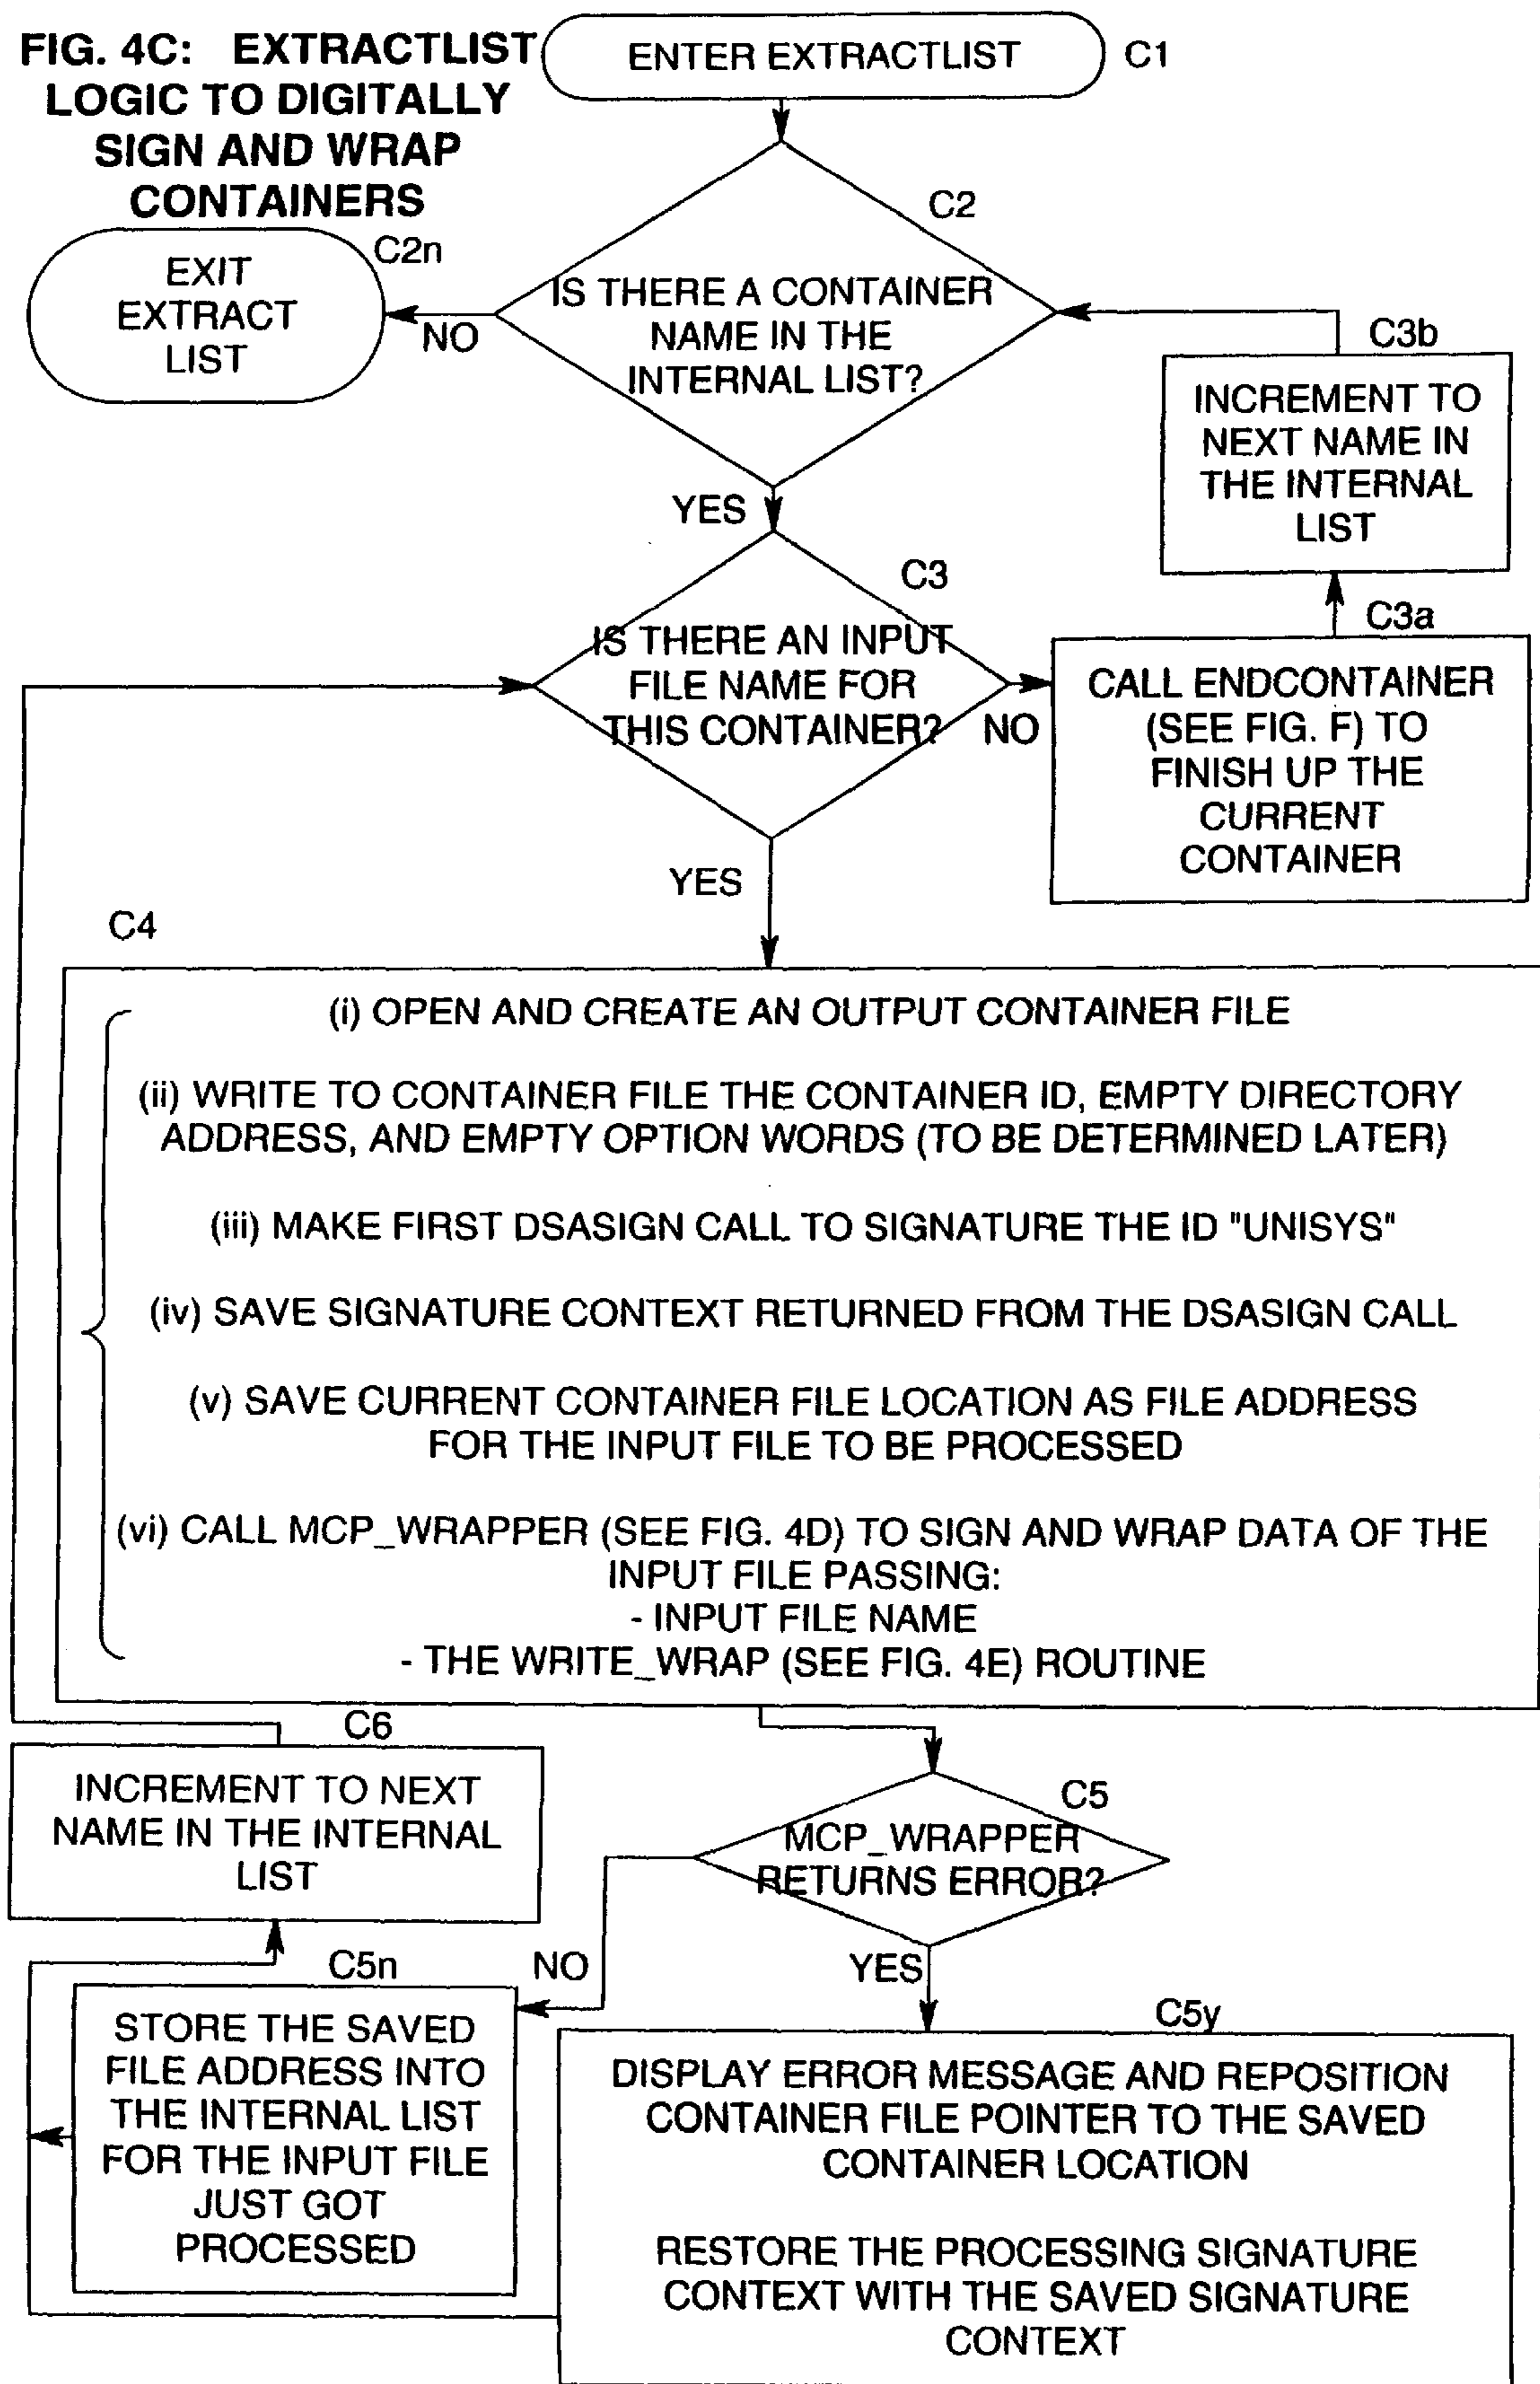 FIG. 4C: EXTRACTLIST
LOGIC TO DIGITALLY
SIGN AND WRAP
CONTAINERS
ENTER EXTRACTLIST
C1
C2
IS THERE A CONTAINER
NAME IN THE
INTERNAL LIST?
C2n
EXIT
EXTRACT
LIST
NO
C3b
INCREMENT TO
NEXT NAME IN
THE INTERNAL
LIST
YES
C3
IS THERE AN INPUT
FILE NAME FOR
THIS CONTAINER?
NO
C3a
CALL ENDCONTAINER
(SEE FIG. F) TO
FINISH UP THE
CURRENT
CONTAINER
YES
C4
(i) OPEN AND CREATE AN OUTPUT CONTAINER FILE
(ii) WRITE TO CONTAINER FILE THE CONTAINER ID, EMPTY DIRECTORY
ADDRESS, AND EMPTY OPTION WORDS (TO BE DETERMINED LATER)
(iii) MAKE FIRST DSASIGN CALL TO SIGNATURE THE ID "UNISYS"
(iv) SAVE SIGNATURE CONTEXT RETURNED FROM THE DSASIGN CALL
(v) SAVE CURRENT CONTAINER FILE LOCATION AS FILE ADDRESS
FOR THE INPUT FILE TO BE PROCESSED
(vi) CALL MCP_WRAPPER (SEE FIG. 4D) TO SIGN AND WRAP DATA OF THE
INPUT FILE PASSING:
- INPUT FILE NAME
- THE WRITE_WRAP (SEE FIG. 4E) ROUTINE
C6
INCREMENT TO NEXT
NAME IN THE INTERNAL
LIST
C5
MCP_WRAPPER
RETURNS ERROR?
NO
YES
C5n
STORE THE SAVED
FILE ADDRESS INTO
THE INTERNAL LIST
FOR THE INPUT FILE
JUST GOT
PROCESSED
C5y
DISPLAY ERROR MESSAGE AND REPOSITION
CONTAINER FILE POINTER TO THE SAVED
CONTAINER LOCATION
RESTORE THE PROCESSING SIGNATURE
CONTEXT WITH THE SAVED SIGNATURE
CONTEXT